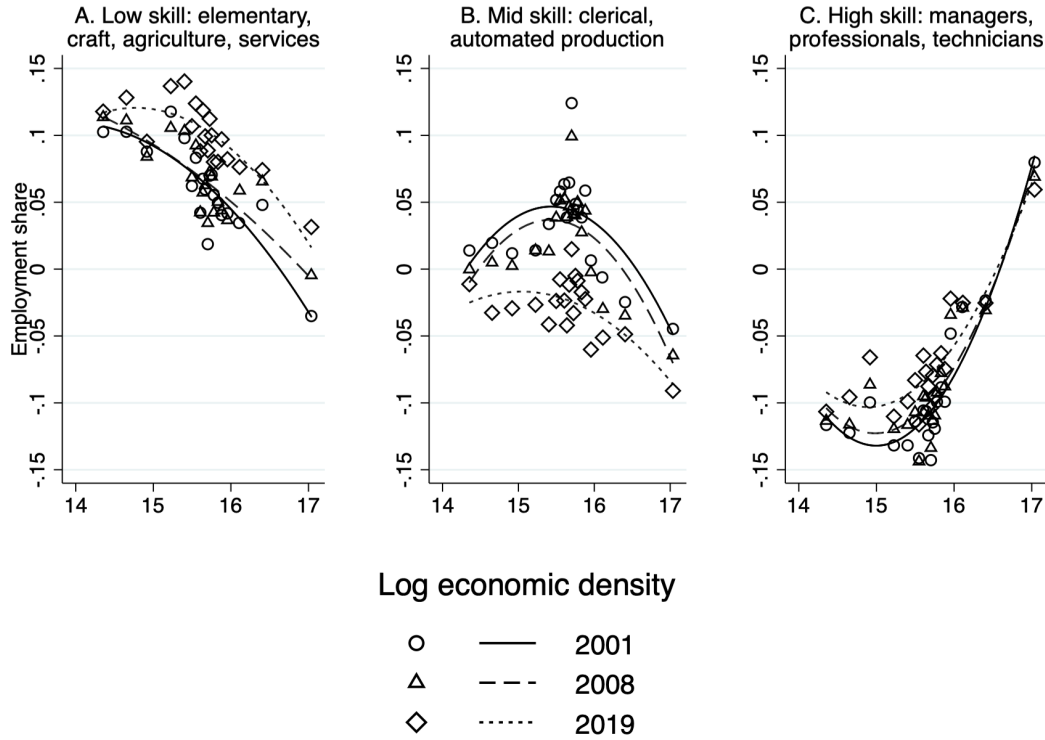 A. Low skill: elementary,
craft, agriculture, services
B. Mid skill: clerical,
automated production
C. High skill: managers,
professionals, technicians
Employment share
.15
.1
.05
0
-.05
-.1
-.15
14 15 16 17
.15
.1
.05
0
-.05
-.1
-.15
14 15 16 17
.15
.1
.05
0
-.05
-.1
-.15
14 15 16 17
Log economic density
2001
2008
2019